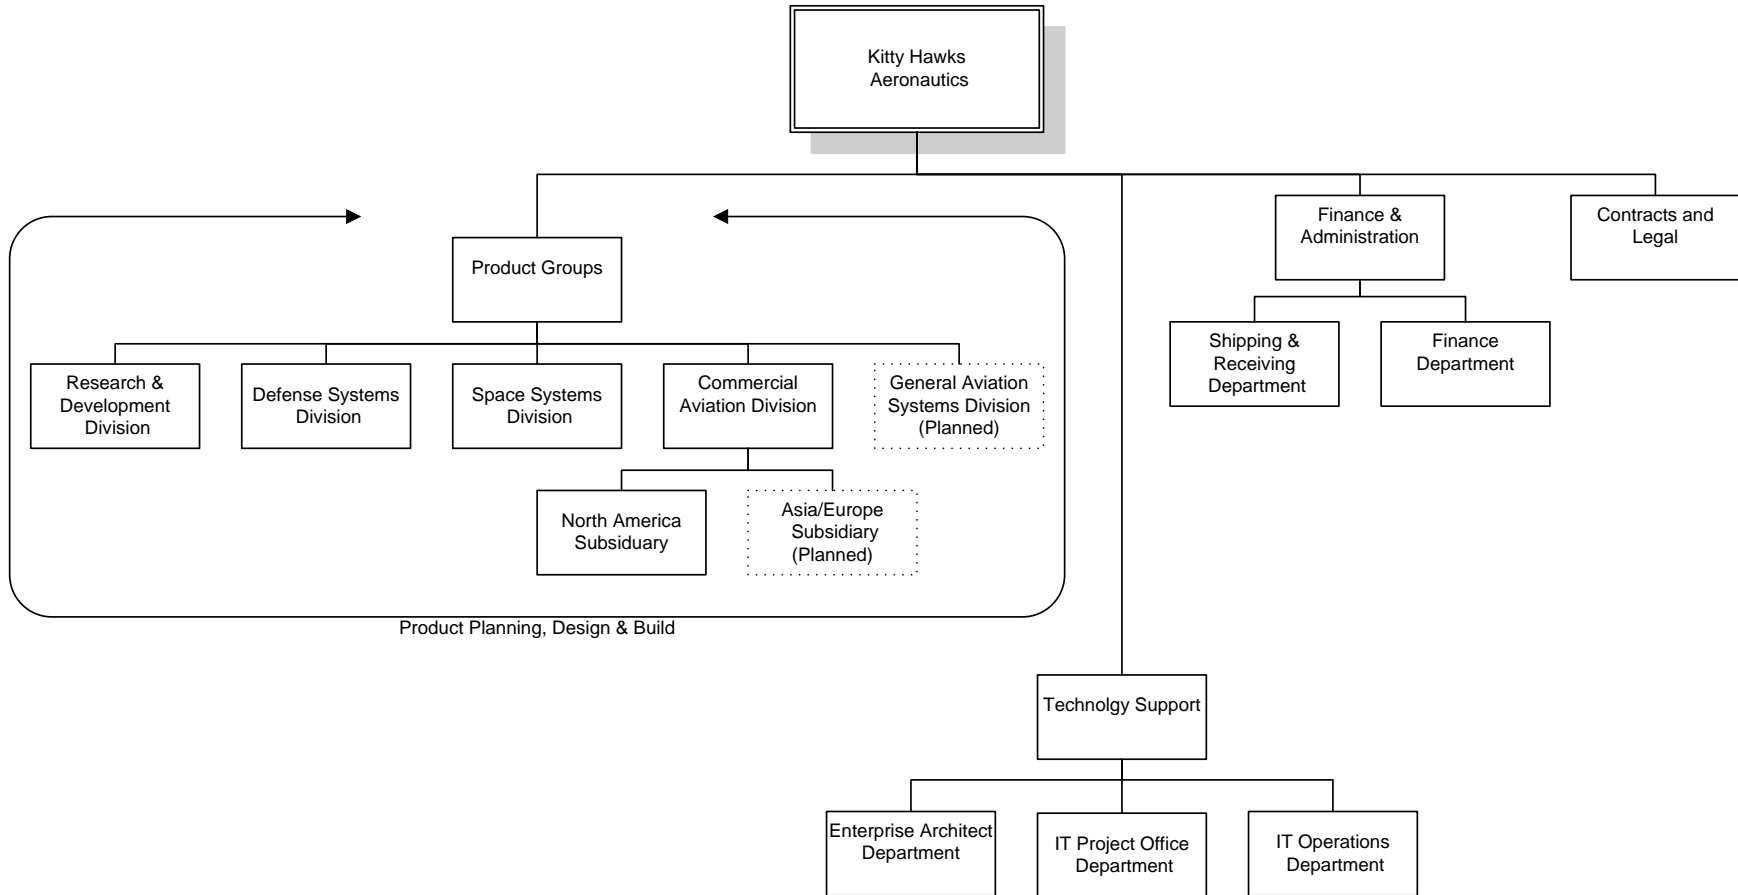 Kitty Hawks
Aeronautics
Finance &
Administration
Contracts and
Legal
Product Groups
Shipping &
Receiving
Department
Finance
Department
Research &
Development
Division
Defense Systems
Division
Space Systems
Division
Commercial
Aviation Division
General Aviation
Systems Division
(Planned)
North America
Subsiduary
Asia/Europe
Subsidiary
(Planned)
Product Planning, Design & Build
Technolgy Support
Enterprise Architect
Department
IT Project Office
Department
IT Operations
Department